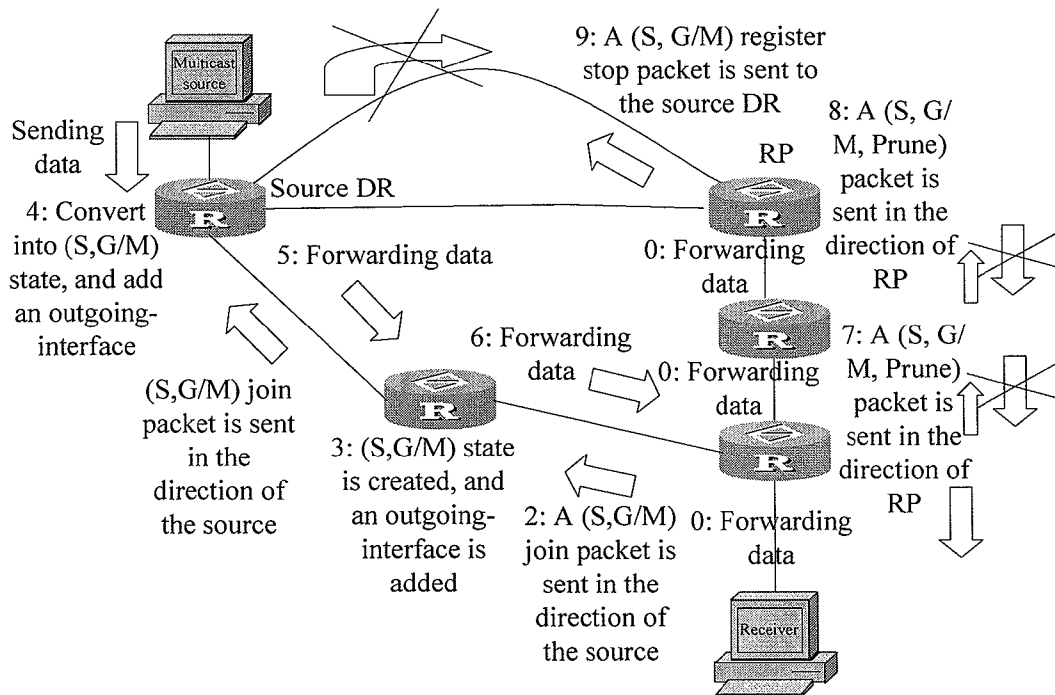 Multicast
source
Sending
data
9: A (S, G/M) register
stop packet is sent to
the source DR
8: A (S, G/
M, Prune)
packet is
sent in the
direction of
RP
RP
Source DR
R
R
4: Convert
into (S,G/M)
state, and add
an outgoing-
interface
5: Forwarding data
0: Forwarding
data
R
(S,G/M) join
packet is sent
in the
direction of
the source
6: Forwarding
data
0: Forwarding
data
7: A (S, G/
M, Prune)
packet is
sent in the
direction of
RP
R
R
3: (S,G/M) state
is created, and
an outgoing-
interface is
added
2: A (S,G/M)
join packet is
sent in the
direction of
the source
0: Forwarding
data
Receiver